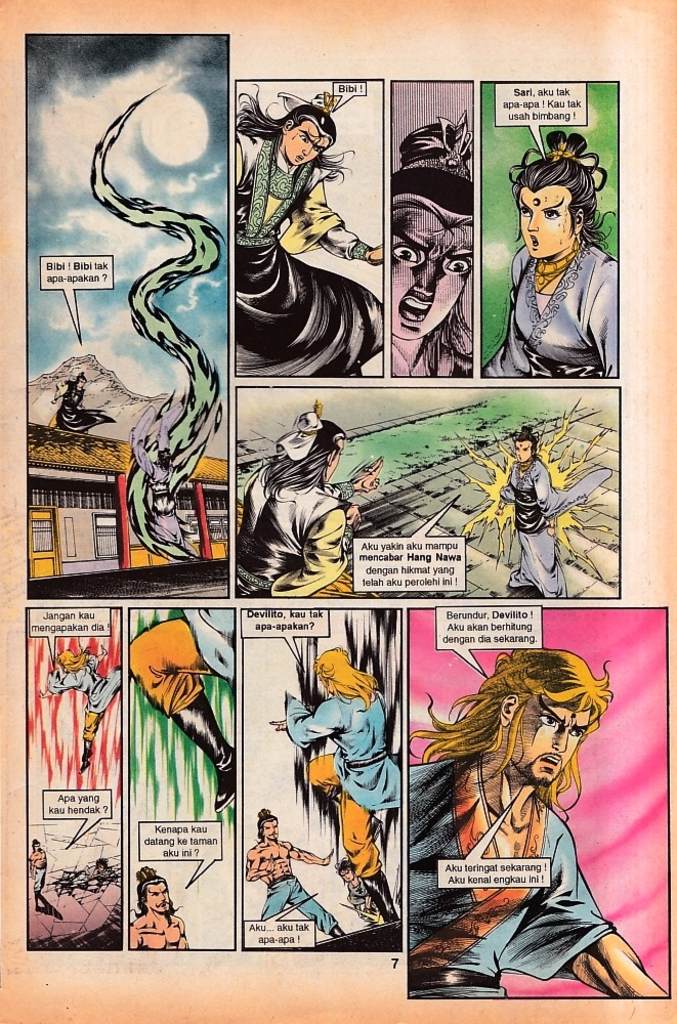 Bibi ! Bibi tak
apa-apakan ?
Bibi !
Sari, aku tak
apa-apa ! Kau tak
usah bimbang !
Aku yakin aku mampu
mencabar Hang Nawa
dengan hikmat yang
telah aku perolehi ini !
Jangan kau
mengapakan dia !
Apa yang
kau hendak ?
Kenapa kau
datang ke taman
aku ini ?
Devilito, kau tak
apa-apakan?
Aku... aku tak
apa-apa !
Berundur, Devilito !
Aku akan berhitung
dengan dia sekarang.
Aku teringat sekarang !
Aku kenal engkau ini !
7